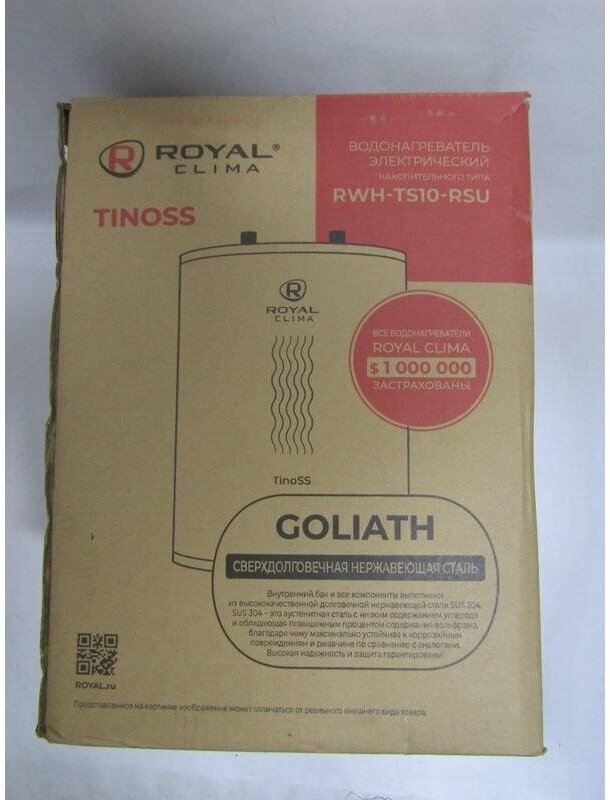 ROYAL®
CLIMA
TINOSS
ВОДОНАГРЕВАТЕЛЬ
ЭЛЕКТРИЧЕСКИЙ
НАКОПИТЕЛЬНОГО ТИПА
RWH-TS10-RSU
ROYAL
CLIMA
TinoSS
ВСЕ ВОДОНАГРЕВАТЕЛИ
ROYAL CLIMA
$ 1 000 000
ЗАСТРАХОВАНЫ
GOLIATH
СВЕРХДОЛГОВЕЧНАЯ НЕРЖАВЕЮЩАЯ СТАЛЬ
Внутренний бак и все компоненты выполнены
из высококачественной долговечной нержавеющей стали SUS 304.
SUS 304 – это аустенитная сталь с низким содержанием углерода
и обладающая повышенным процентом содержания вольфрама,
благодаря чему максимально устойчива к коррозийным
повреждениям и ржавчине по сравнению с аналогами.
Высокая надежность и защита гарантированы!
ROYAL.ru
Представленное на картинке изображение может отличаться от реального внешнего вида товара.